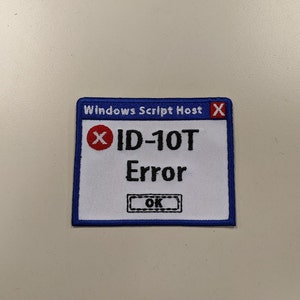 Windows Script Host X
X ID-10T
Error
OK